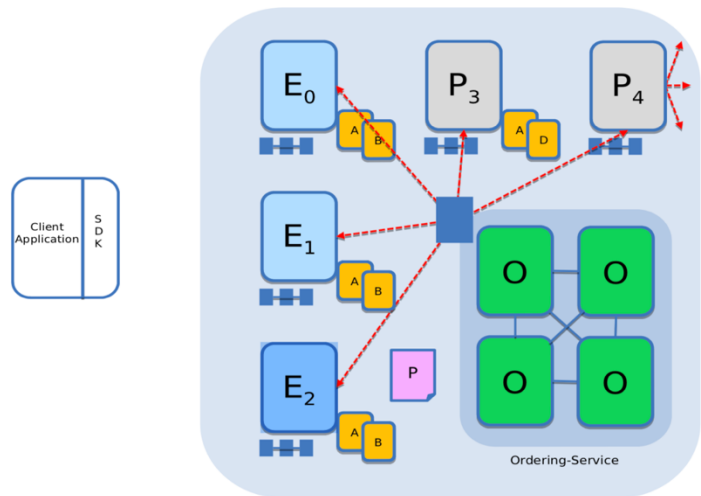 E0
P3
P4
A
B
A
D
Client
Application
S
D
K
E1
A
B
O
O
E2
P
O
O
A
B
Ordering-Service